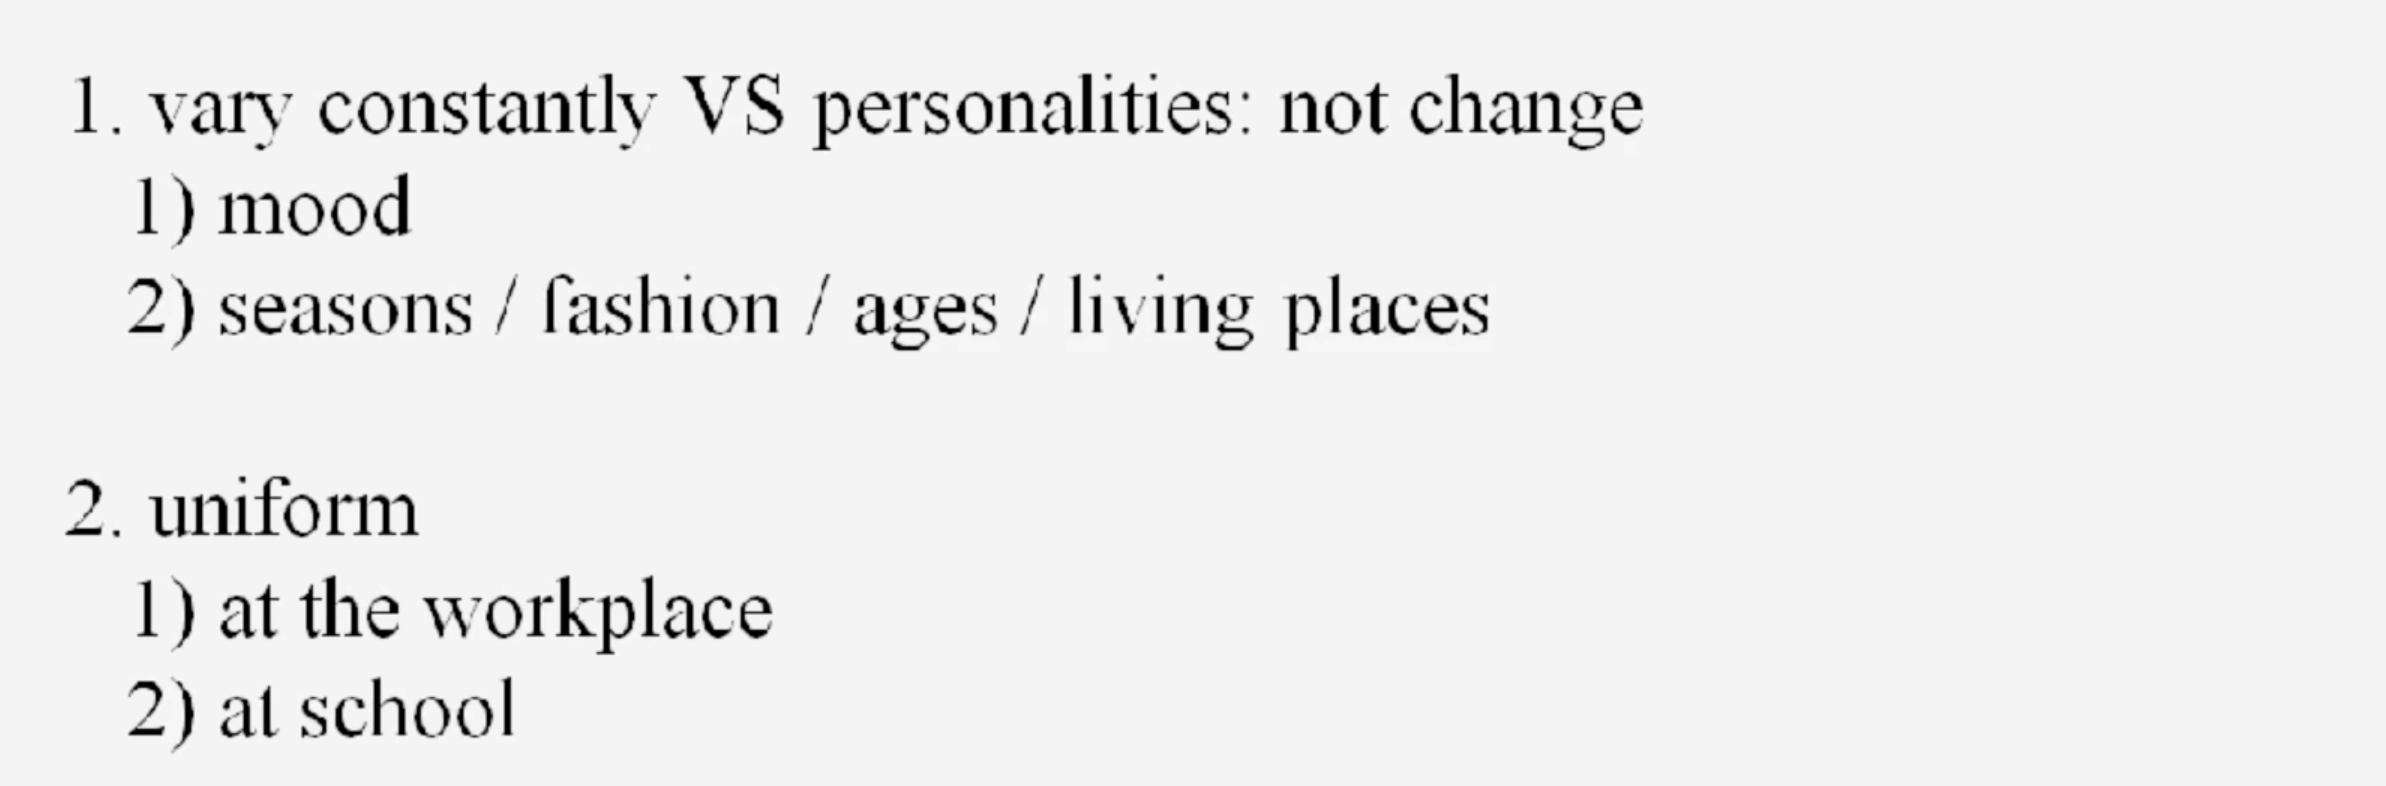 1. vary constantly VS personalities: not change
1) mood
2) seasons / fashion / ages / living places
2. uniform
1) at the workplace
2) at school